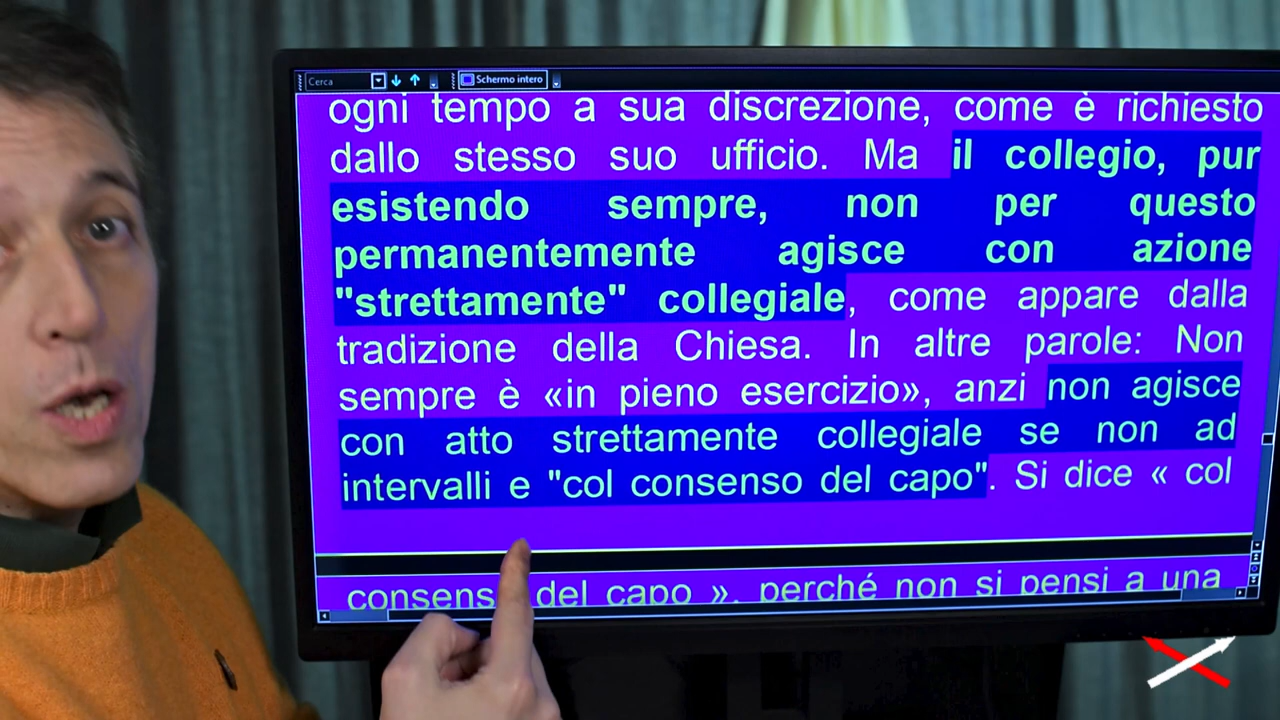 Cerca
Schermo intero
ogni tempo a sua discrezione, come è richiesto
dallo stesso suo ufficio. Ma il collegio, pur
esistendo sempre, non per questo
permanentemente agisce con azione
"strettamente" collegiale, come appare dalla
tradizione della Chiesa. In altre parole: Non
sempre è «in pieno esercizio», anzi non agisce
con atto strettamente collegiale se non ad
intervalli e "col consenso del capo". Si dice « col
consenso del capo », perché non si pensi a una